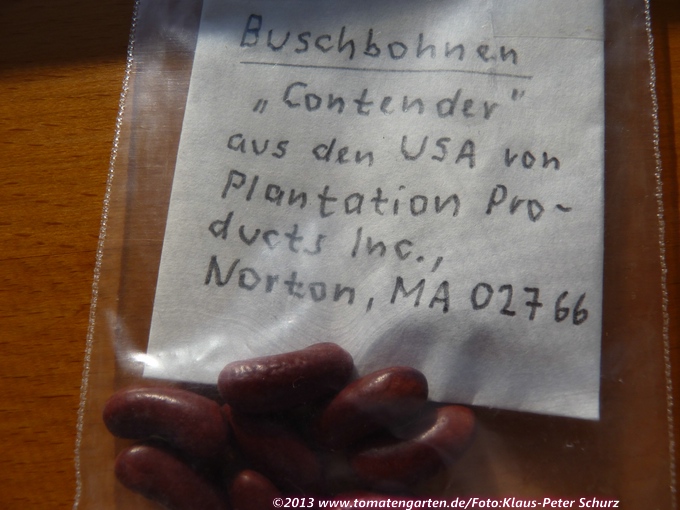 Buschbohnen
„Contender"
aus den USA von
Plantation Pro-
ducts Inc.,
Norton, MA 02766
©2013 www.tomatengarten.de/Foto:Klaus-Peter Schurz